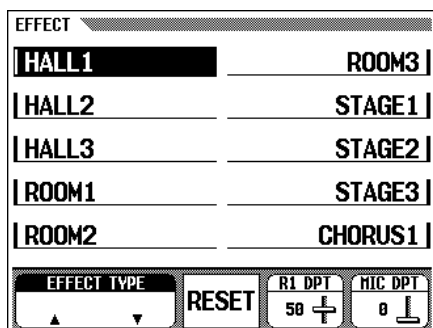 EFFECT
HALL1 ROOM3
HALL2 STAGE1
HALL3 STAGE2
ROOM1 STAGE3
ROOM2 CHORUS1
EFFECT TYPE RESET R1 DPT MIC DPT
▲ ▼ 50 0